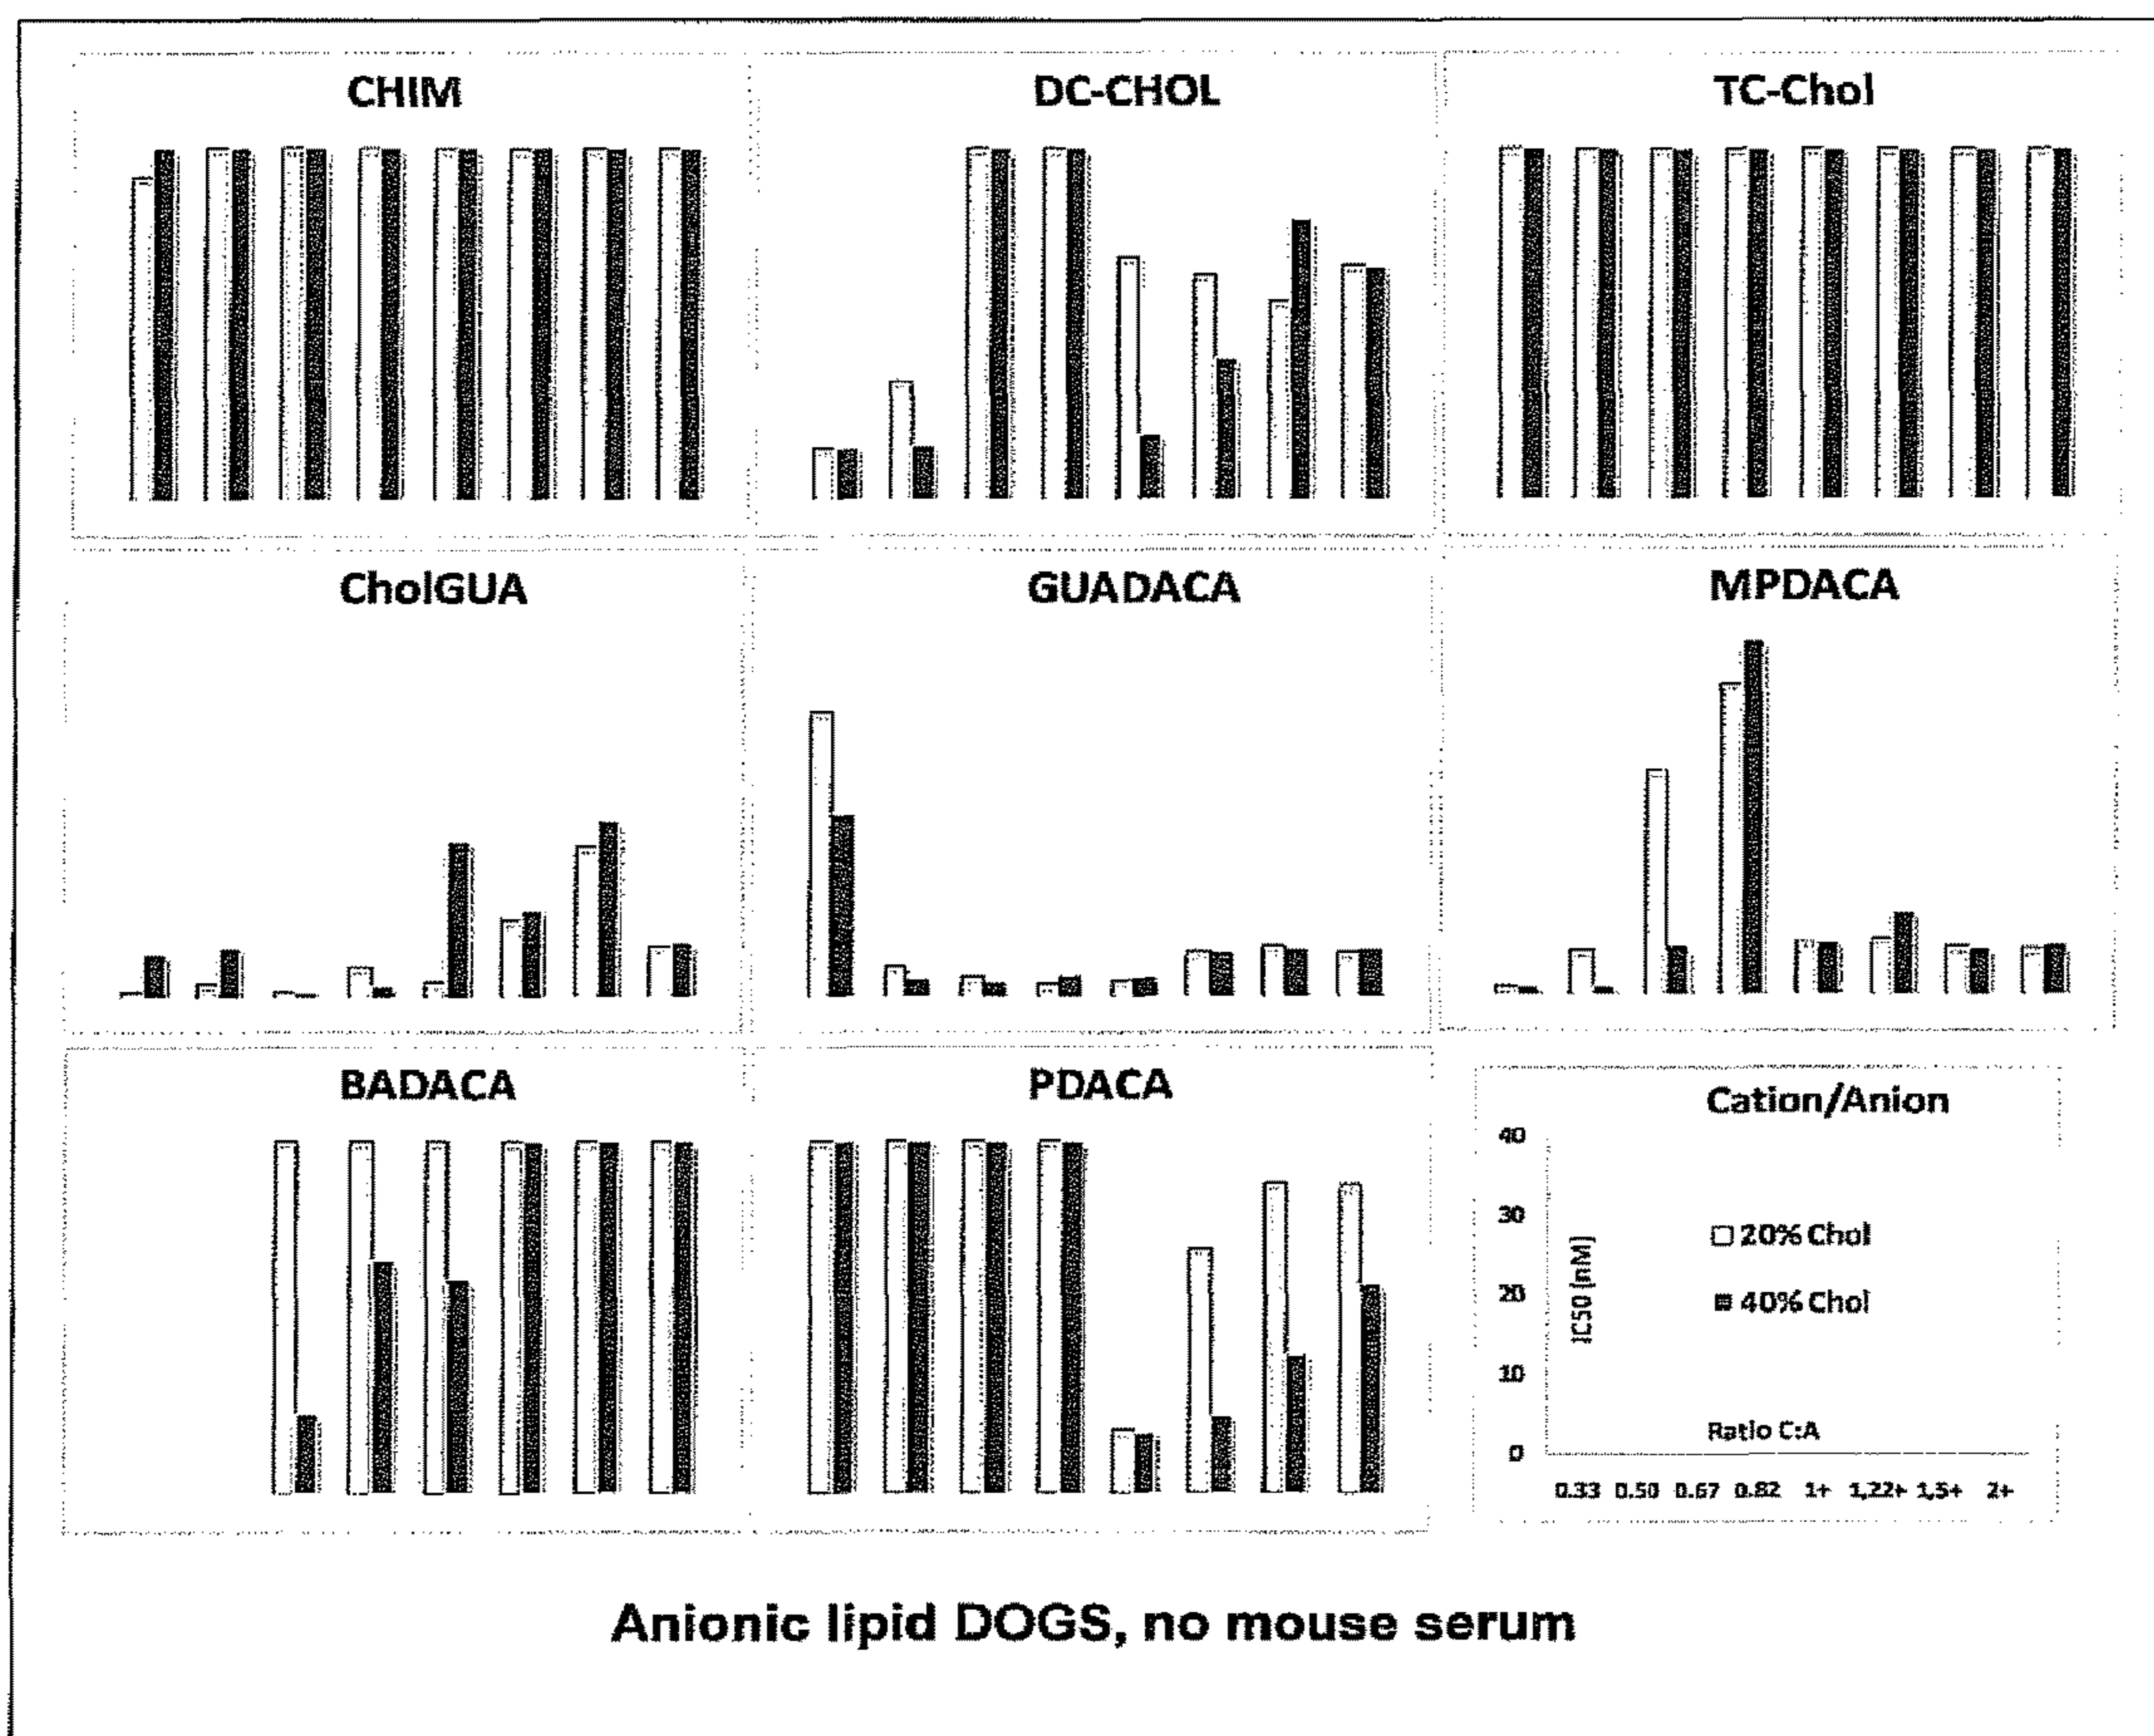 CHIM
DC-CHOL
TC-Chol
CholGUA
GUADACA
MPDACA
BADACA
PDACA
Cation/Anion
40
30
20
10
0
IC50 [nM]
20% Chol
40% Chol
Ratio C:A
0.33 0.50 0.67 0.82 1+ 1,22+ 1,5+ 2+
Anionic lipid DOGS, no mouse serum